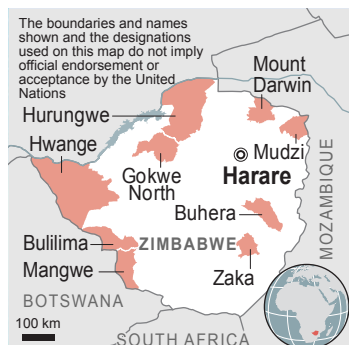 The boundaries and names
shown and the designations
used on this map do not imply
official endorsement or
acceptance by the United
Nations
Mount
Darwin
Hurungwe
Hwange
Mudzi
Gokwe
North
Harare
MOZAMBIQUE
Buhera
Bulilima
ZIMBABWE
Mangwe
Zaka
BOTSWANA
100 km
SOUTH AFRICA